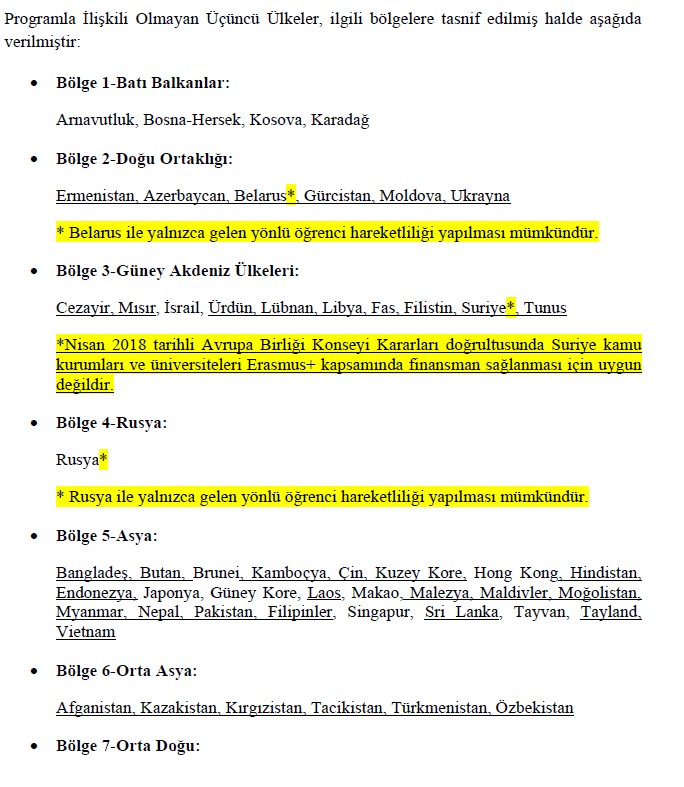 Programla İlişkili Olmayan Üçüncü Ülkeler, ilgili bölgelere tasnif edilmiş halde aşağıda
verilmiştir:
• Bölge 1-Batı Balkanlar:
Arnavutluk, Bosna-Hersek, Kosova, Karadağ
• Bölge 2-Doğu Ortaklığı:
Ermenistan, Azerbaycan, Belarus*, Gürcistan, Moldova, Ukrayna
* Belarus ile yalnızca gelen yönlü öğrenci hareketliliği yapılması mümkündür.
• Bölge 3-Güney Akdeniz Ülkeleri:
Cezayir, Mısır, İsrail, Ürdün, Lübnan, Libya, Fas, Filistin, Suriye*, Tunus
*Nisan 2018 tarihli Avrupa Birliği Konseyi Kararları doğrultusunda Suriye kamu
kurumları ve üniversiteleri Erasmus+ kapsamında finansman sağlanması için uygun
değildir.
• Bölge 4-Rusya:
Rusya*
* Rusya ile yalnızca gelen yönlü öğrenci hareketliliği yapılması mümkündür.
• Bölge 5-Asya:
Bangladeş, Butan, Brunei, Kamboçya, Çin, Kuzey Kore, Hong Kong, Hindistan,
Endonezya, Japonya, Güney Kore, Laos, Makao, Malezya, Maldivler, Moğolistan,
Myanmar, Nepal, Pakistan, Filipinler, Singapur, Sri Lanka, Tayvan, Tayland,
Vietnam
• Bölge 6-Orta Asya:
Afganistan, Kazakistan, Kırgızistan, Tacikistan, Türkmenistan, Özbekistan
• Bölge 7-Orta Doğu: